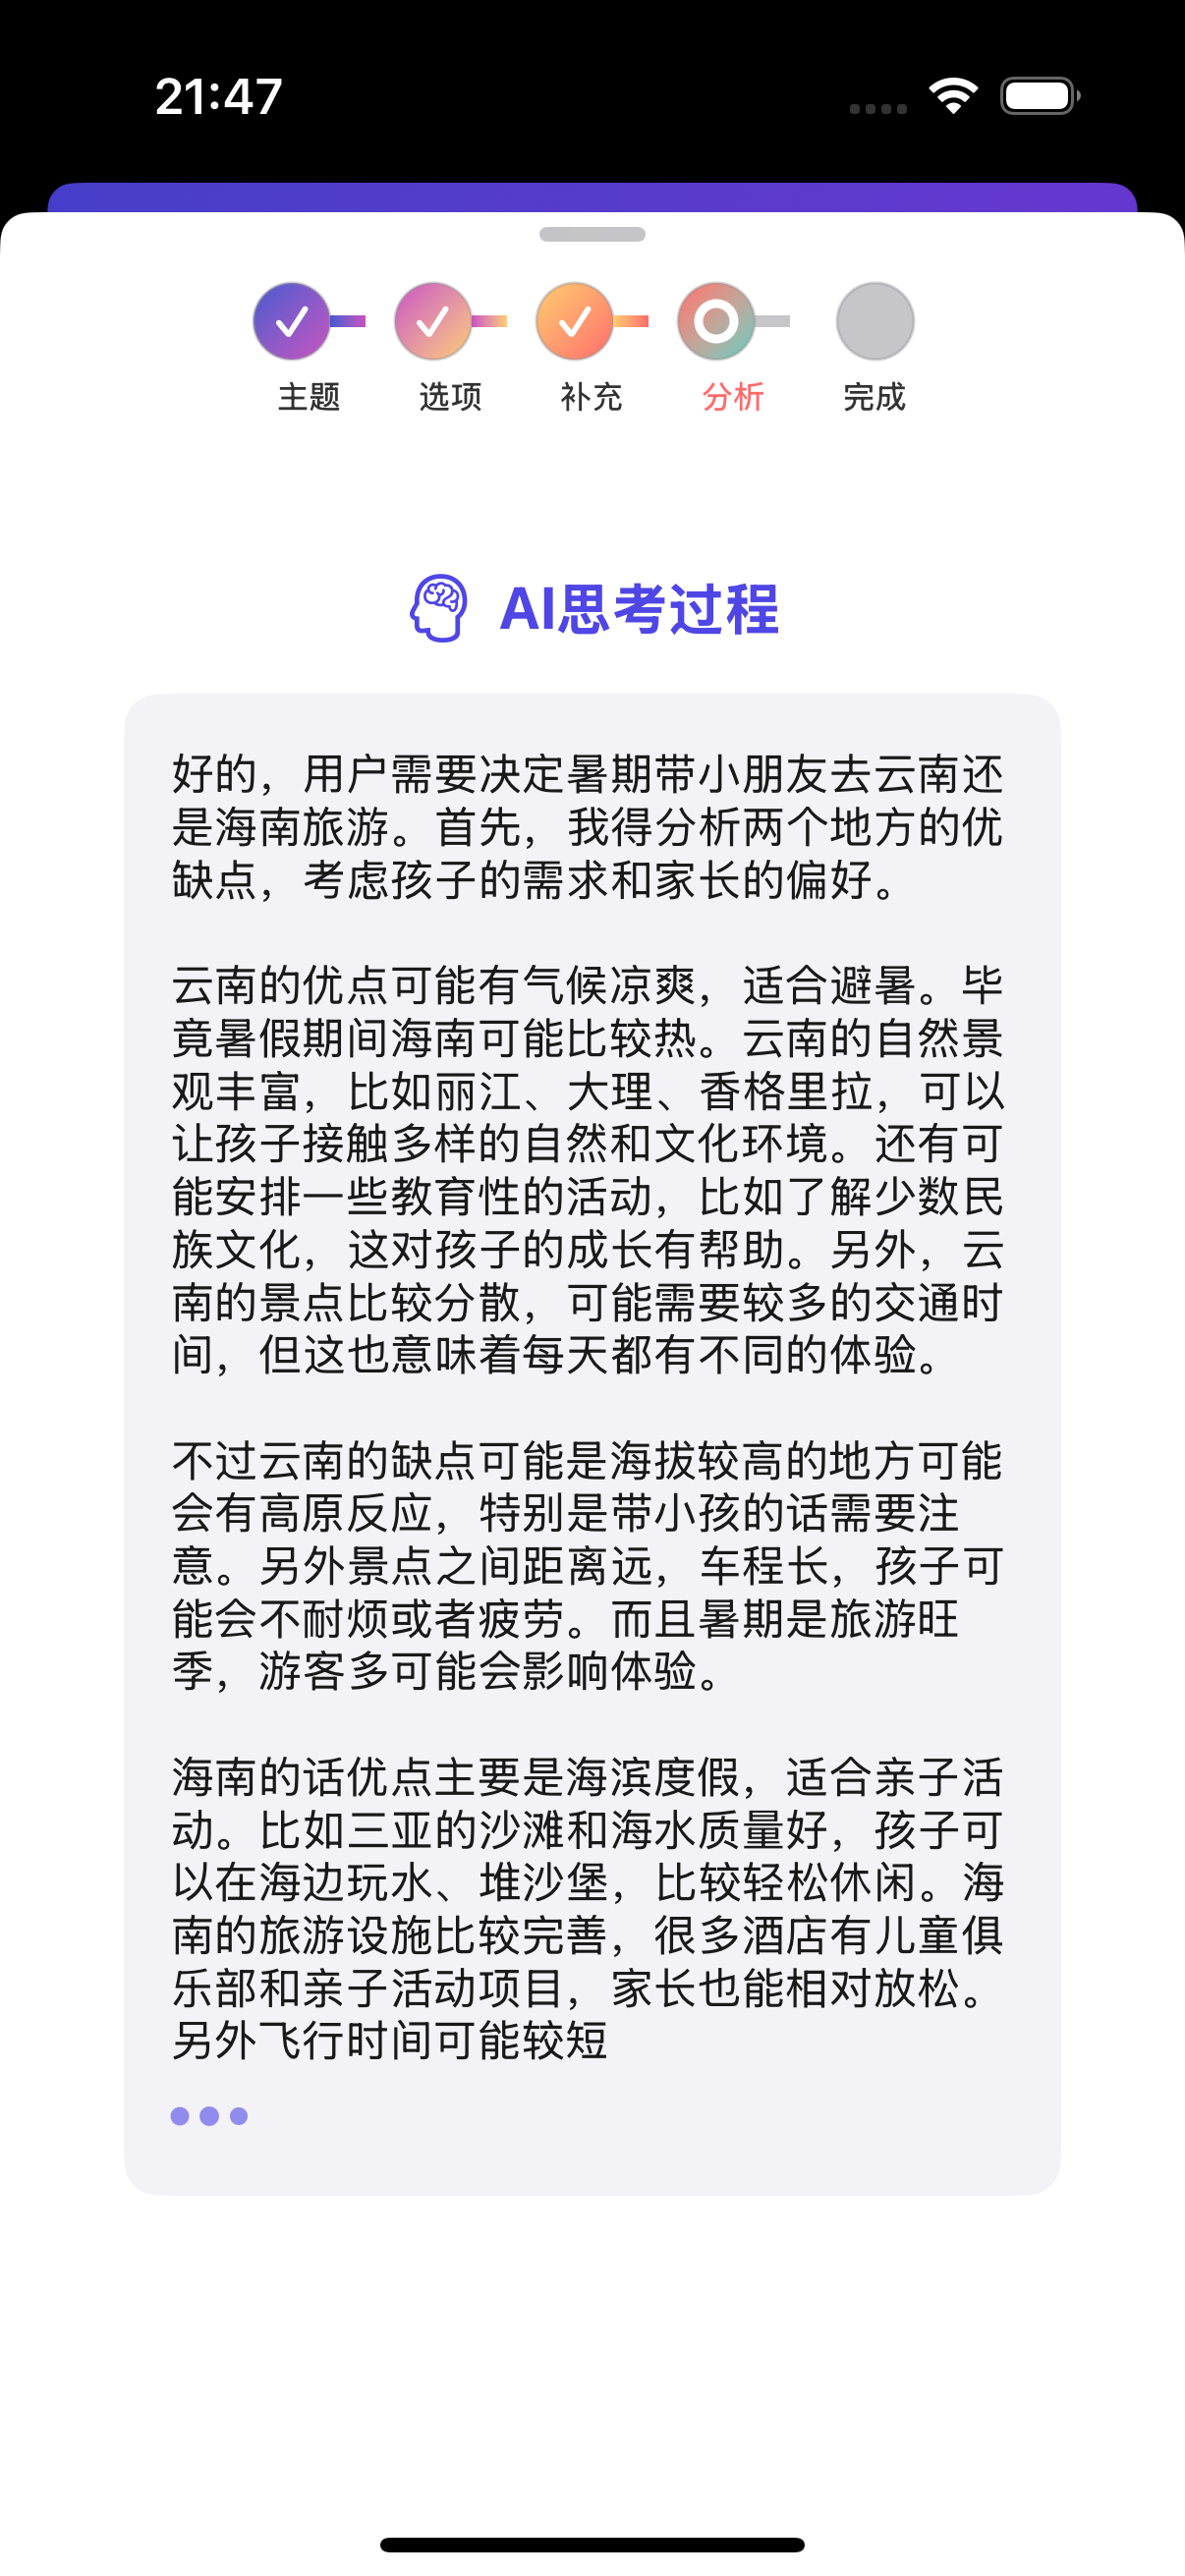 21:47
主题 选项 补充 分析 完成
AI思考过程
好的，用户需要决定暑期带小朋友去云南还
是海南旅游。首先，我得分析两个地方的优
缺点，考虑孩子的需求和家长的偏好。
云南的优点可能有气候凉爽，适合避暑。毕
竟暑假期间海南可能比较热。云南的自然景
观丰富，比如丽江、大理、香格里拉，可以
让孩子接触多样的自然和文化环境。还有可
能安排一些教育性的活动，比如了解少数民
族文化，这对孩子的成长有帮助。另外，云
南的景点比较分散，可能需要较多的交通时
间，但这也意味着每天都有不同的体验。
不过云南的缺点可能是海拔较高的地方可能
会有高原反应，特别是带小孩的话需要注
意。另外景点之间距离远，车程长，孩子可
能会不耐烦或者疲劳。而且暑期是旅游旺
季，游客多可能会影响体验。
海南的话优点主要是海滨度假，适合亲子活
动。比如三亚的沙滩和海水质量好，孩子可
以在海边玩水、堆沙堡，比较轻松休闲。海
南的旅游设施比较完善，很多酒店有儿童俱
乐部和亲子活动项目，家长也能相对放松。
另外飞行时间可能较短